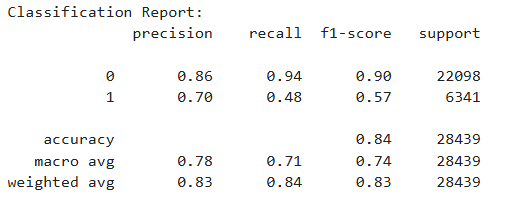 Classification Report:
precision recall f1-score support
0 0.86 0.94 0.90 22098
1 0.70 0.48 0.57 6341
accuracy 0.84 28439
macro avg 0.78 0.71 0.74 28439
weighted avg 0.83 0.84 0.83 28439